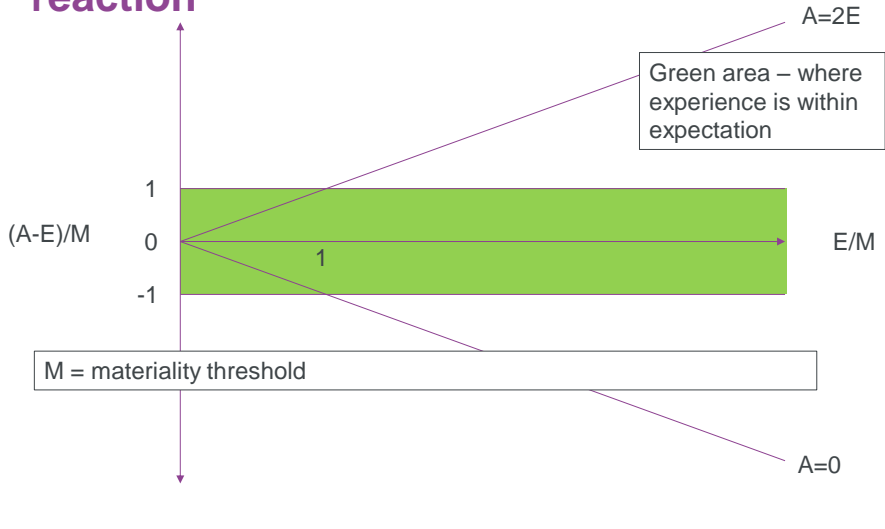 reaction
A=2E
Green area – where
experience is within
expectation
1
(A-E)/M
0
E/M
1
-1
M = materiality threshold
A=0